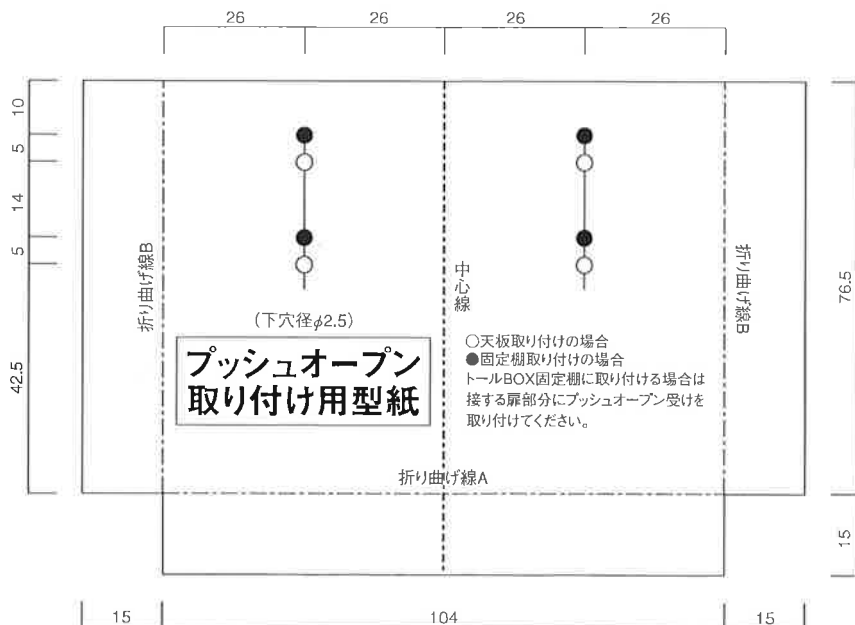 26
26
26
26
10
5
14
5
42.5
76.5
15
折り曲げ線B
中心線
折り曲げ線B
(下穴径φ2.5)
プッシュオープン
取り付け用型紙
○天板取り付けの場合
●固定棚取り付けの場合
トールBOX固定棚に取り付ける場合は
接する扉部分にプッシュオープン受けを
取り付けてください。
折り曲げ線A
15
104
15